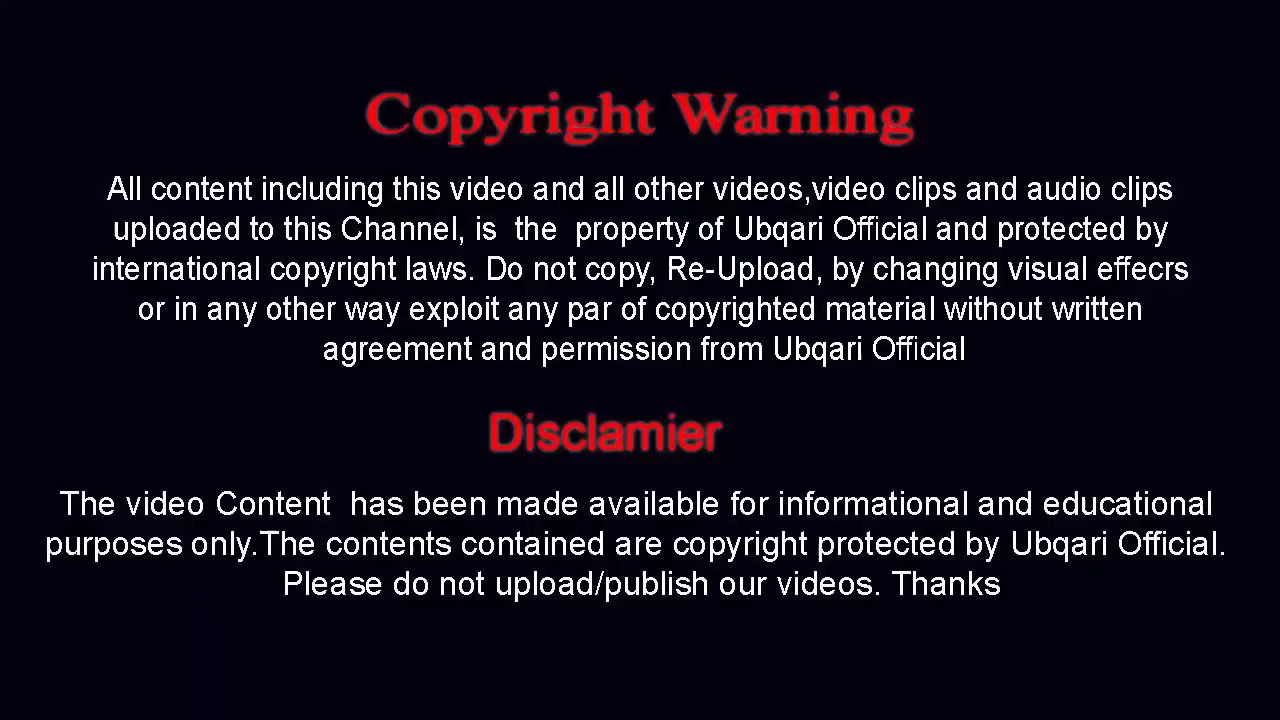 Copyright Warning
All content including this video and all other videos,video clips and audio clips
uploaded to this Channel, is  the  property of Ubqari Official and protected by
international copyright laws. Do not copy, Re-Upload, by changing visual effecrs
or in any other way exploit any par of copyrighted material without written
agreement and permission from Ubqari Official
Disclamier
The video Content  has been made available for informational and educational
purposes only.The contents contained are copyright protected by Ubqari Official.
Please do not upload/publish our videos. Thanks